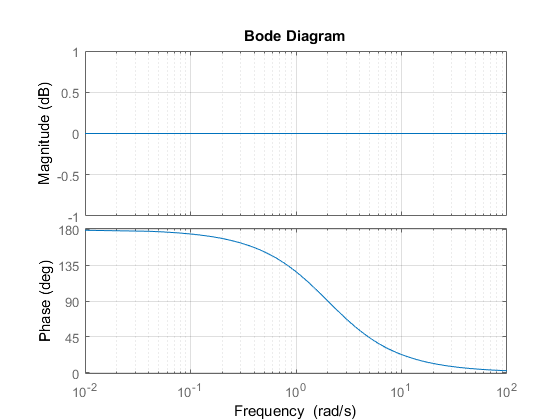 Bode Diagram
Magnitude (dB)
1
0.5
0
-0.5
-1
Phase (deg)
180
135
90
45
0
10^-2 10^-1 10^0 10^1 10^2
Frequency (rad/s)